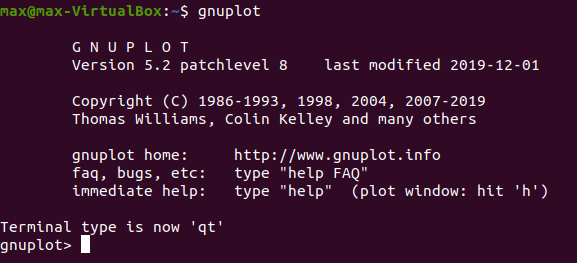 max@max-VirtualBox:~$ gnuplot
G N U P L O T
Version 5.2 patchlevel 8    last modified 2019-12-01
Copyright (C) 1986-1993, 1998, 2004, 2007-2019
Thomas Williams, Colin Kelley and many others
gnuplot home:     http://www.gnuplot.info
faq, bugs, etc:   type "help FAQ"
immediate help:   type "help"  (plot window: hit 'h')
Terminal type is now 'qt'
gnuplot>